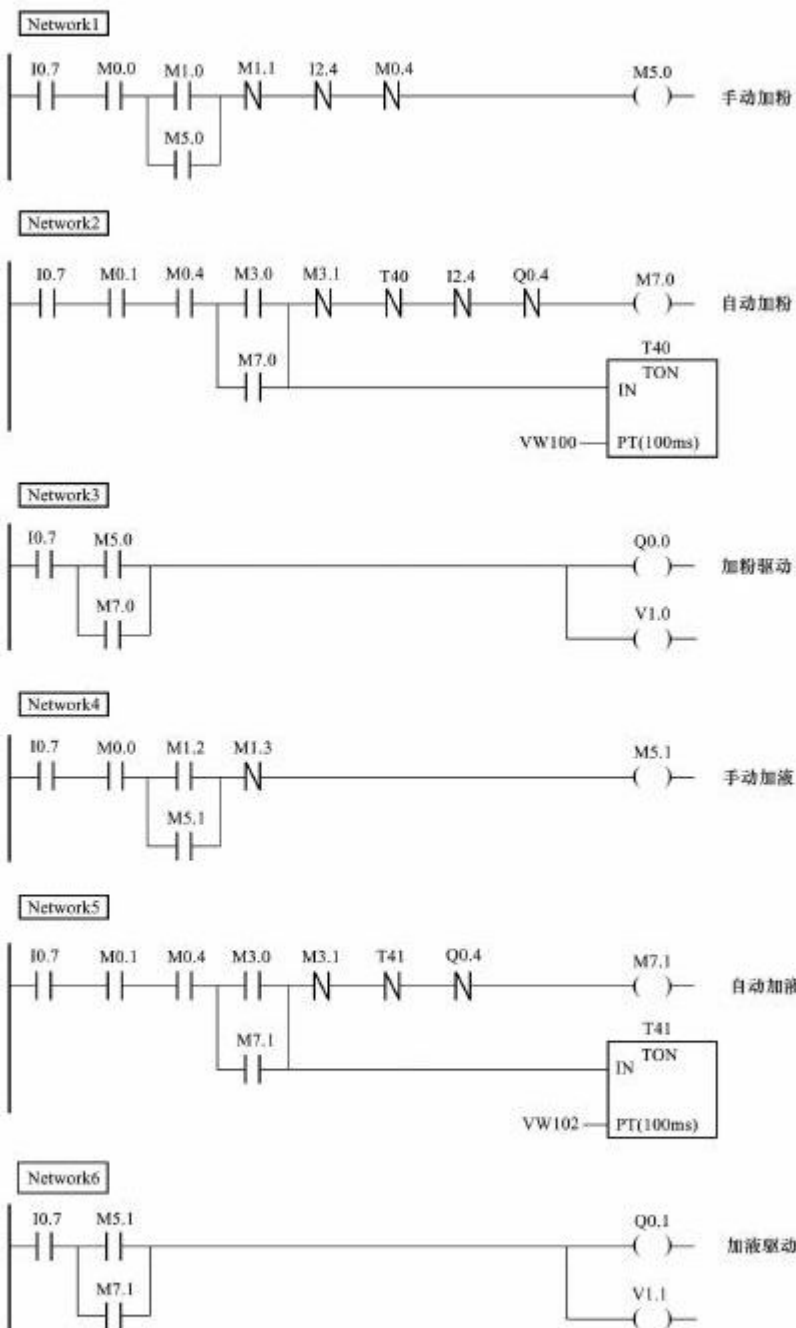 Network1
I0.7 M0.0 M1.0 M1.1 I2.4 M0.4 M5.0
手动加粉
M5.0
Network2
I0.7 M0.1 M0.4 M3.0 M3.1 T40 I2.4 Q0.4 M7.0
自动加粉
M7.0
T40
TON
IN
VW100
PT(100ms)
Network3
I0.7 M5.0 Q0.0
加粉驱动
M7.0 V1.0
Network4
I0.7 M0.0 M1.2 M1.3 M5.1
手动加液
M5.1
Network5
I0.7 M0.1 M0.4 M3.0 M3.1 T41 Q0.4 M7.1
自动加液
M7.1
T41
TON
IN
VW102
PT(100ms)
Network6
I0.7 M5.1 Q0.1
加液驱动
M7.1 V1.1